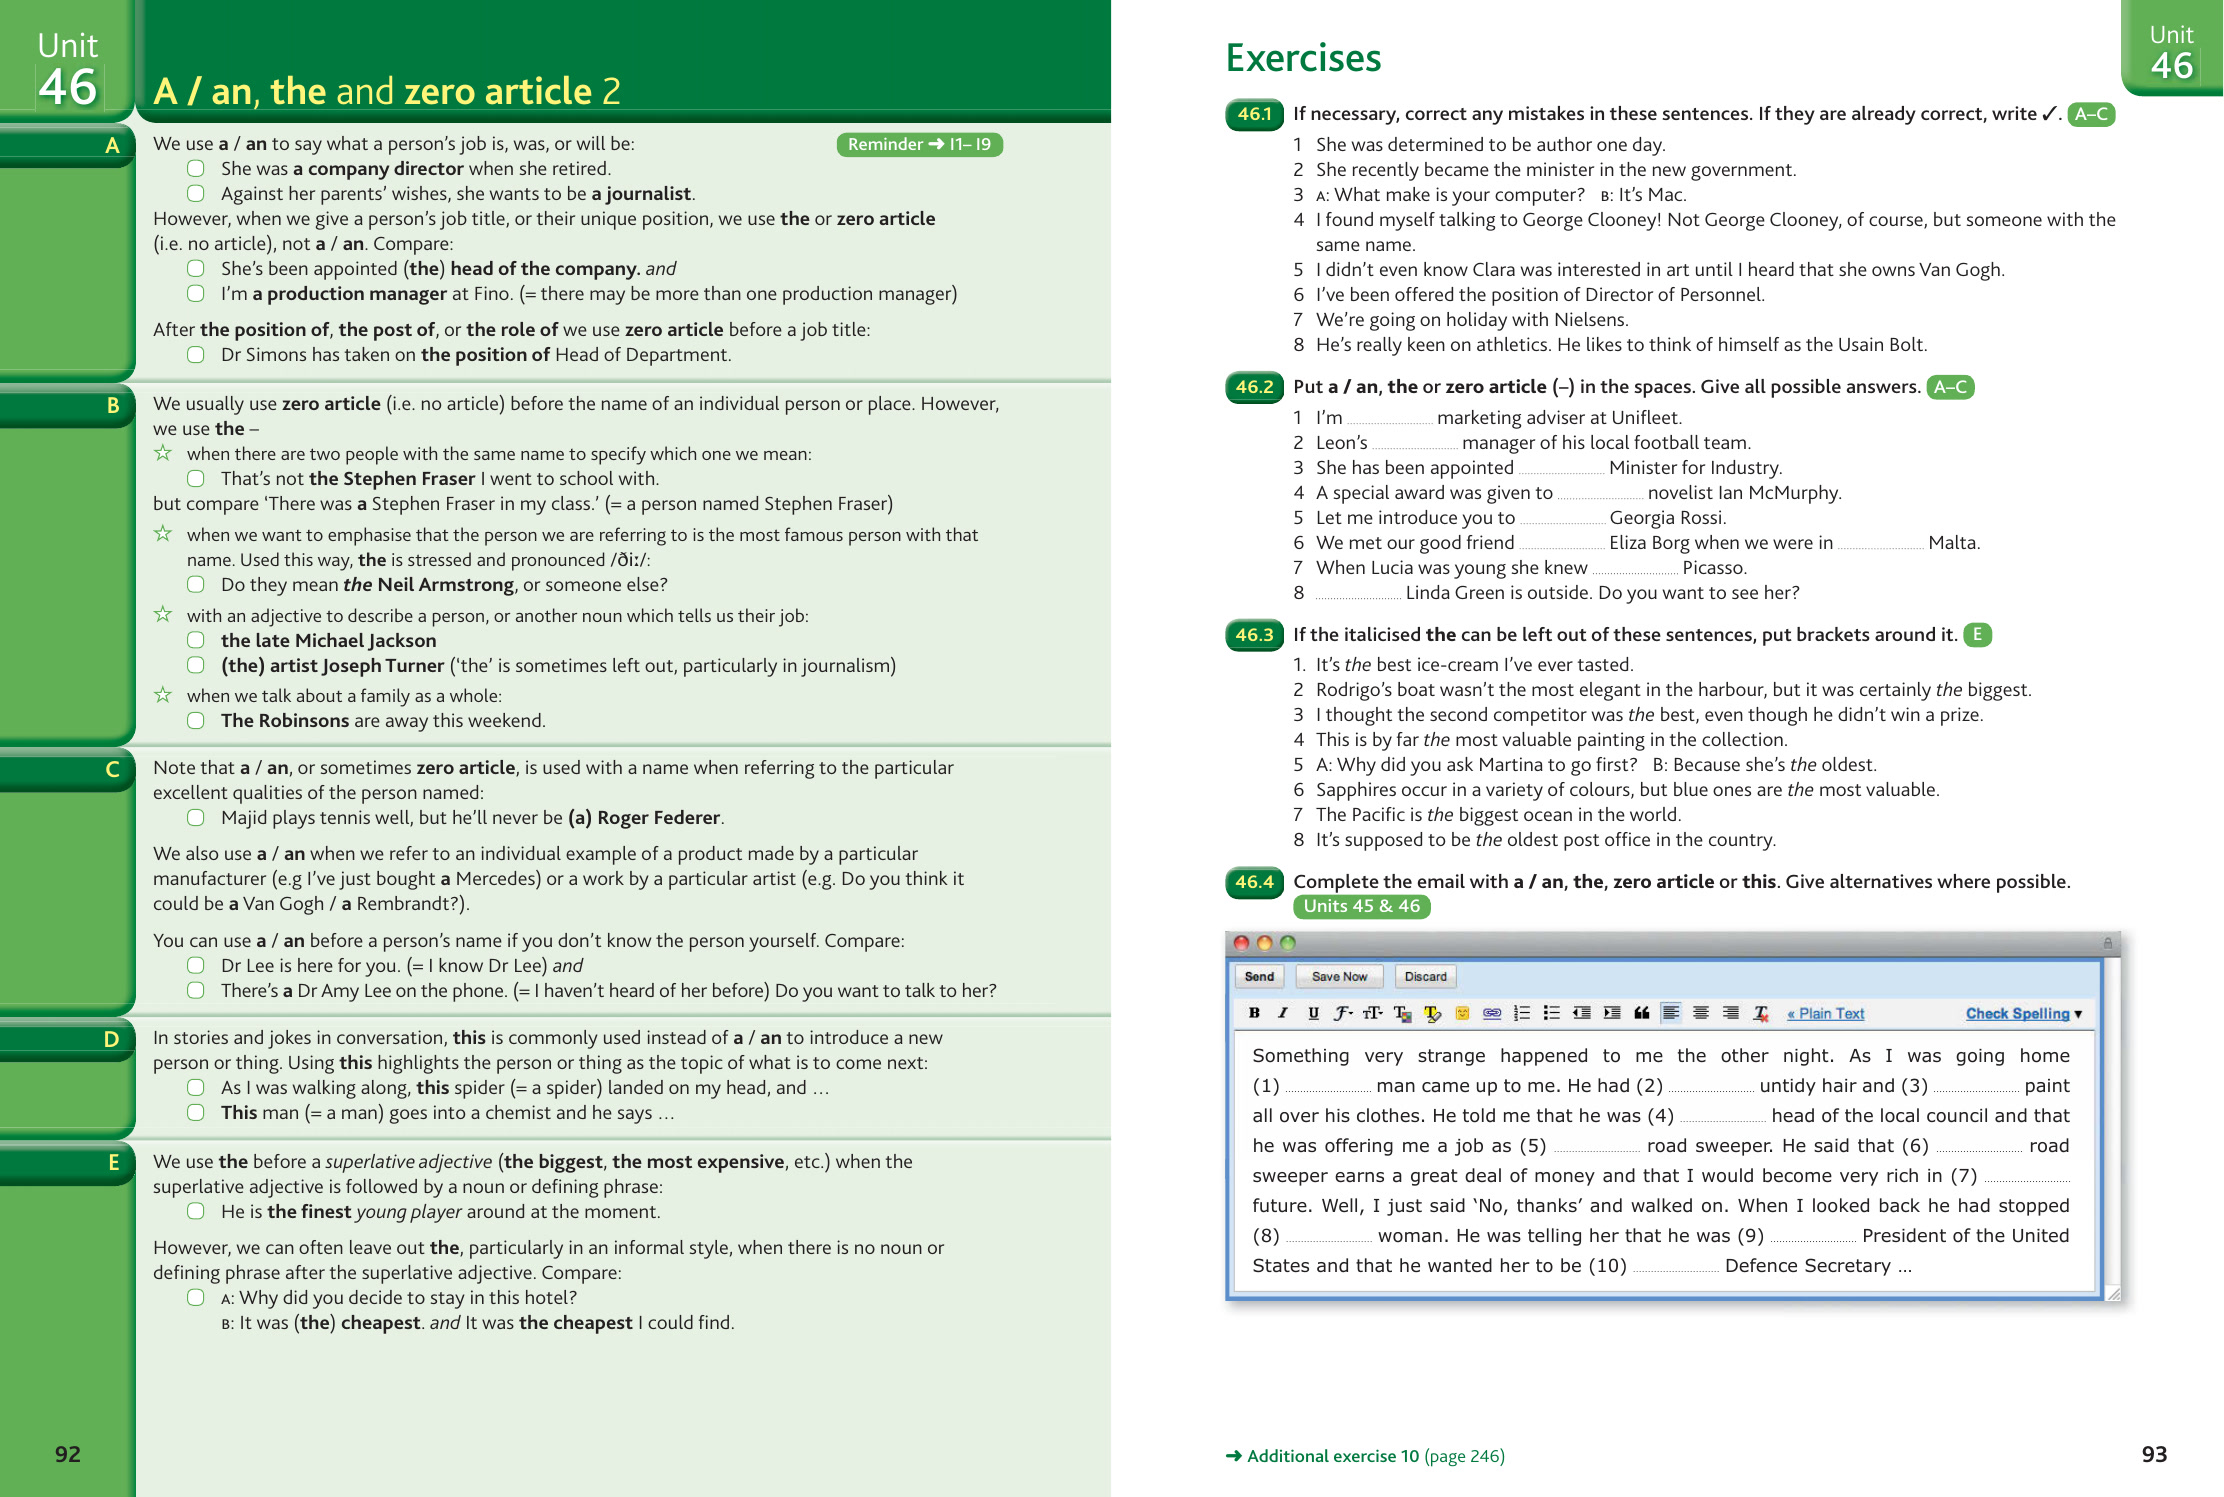 Unit
46
A / an, the and zero article 2
A
We use a / an to say what a person’s job is, was, or will be:
Reminder ➜ I1– I9
She was a company director when she retired.
Against her parents’ wishes, she wants to be a journalist.
However, when we give a person’s job title, or their unique position, we use the or zero article
(i.e. no article), not a / an. Compare:
She’s been appointed (the) head of the company. and
I’m a production manager at Fino. (= there may be more than one production manager)
After the position of, the post of, or the role of we use zero article before a job title:
Dr Simons has taken on the position of Head of Department.
B
We usually use zero article (i.e. no article) before the name of an individual person or place. However,
we use the –
☆ when there are two people with the same name to specify which one we mean:
That’s not the Stephen Fraser I went to school with.
but compare ‘There was a Stephen Fraser in my class.’ (= a person named Stephen Fraser)
☆ when we want to emphasise that the person we are referring to is the most famous person with that
name. Used this way, the is stressed and pronounced /ðiː/:
Do they mean the Neil Armstrong, or someone else?
☆ with an adjective to describe a person, or another noun which tells us their job:
the late Michael Jackson
(the) artist Joseph Turner (‘the’ is sometimes left out, particularly in journalism)
☆ when we talk about a family as a whole:
The Robinsons are away this weekend.
C
Note that a / an, or sometimes zero article, is used with a name when referring to the particular
excellent qualities of the person named:
Majid plays tennis well, but he’ll never be (a) Roger Federer.
We also use a / an when we refer to an individual example of a product made by a particular
manufacturer (e.g I’ve just bought a Mercedes) or a work by a particular artist (e.g. Do you think it
could be a Van Gogh / a Rembrandt?).
You can use a / an before a person’s name if you don’t know the person yourself. Compare:
Dr Lee is here for you. (= I know Dr Lee) and
There’s a Dr Amy Lee on the phone. (= I haven’t heard of her before) Do you want to talk to her?
D
In stories and jokes in conversation, this is commonly used instead of a / an to introduce a new
person or thing. Using this highlights the person or thing as the topic of what is to come next:
As I was walking along, this spider (= a spider) landed on my head, and …
This man (= a man) goes into a chemist and he says …
E
We use the before a superlative adjective (the biggest, the most expensive, etc.) when the
superlative adjective is followed by a noun or defining phrase:
He is the finest young player around at the moment.
However, we can often leave out the, particularly in an informal style, when there is no noun or
defining phrase after the superlative adjective. Compare:
A: Why did you decide to stay in this hotel?
B: It was (the) cheapest. and It was the cheapest I could find.
92
Unit
46
Exercises
46.1 If necessary, correct any mistakes in these sentences. If they are already correct, write ✓. A–C
1 She was determined to be author one day.
2 She recently became the minister in the new government.
3 A: What make is your computer? B: It’s Mac.
4 I found myself talking to George Clooney! Not George Clooney, of course, but someone with the
same name.
5 I didn’t even know Clara was interested in art until I heard that she owns Van Gogh.
6 I’ve been offered the position of Director of Personnel.
7 We’re going on holiday with Nielsens.
8 He’s really keen on athletics. He likes to think of himself as the Usain Bolt.
46.2 Put a / an, the or zero article (–) in the spaces. Give all possible answers. A–C
1 I’m .............................. marketing adviser at Unifleet.
2 Leon’s .............................. manager of his local football team.
3 She has been appointed .............................. Minister for Industry.
4 A special award was given to .............................. novelist Ian McMurphy.
5 Let me introduce you to .............................. Georgia Rossi.
6 We met our good friend .............................. Eliza Borg when we were in .............................. Malta.
7 When Lucia was young she knew .............................. Picasso.
8 .............................. Linda Green is outside. Do you want to see her?
46.3 If the italicised the can be left out of these sentences, put brackets around it. E
1. It’s the best ice-cream I’ve ever tasted.
2 Rodrigo’s boat wasn’t the most elegant in the harbour, but it was certainly the biggest.
3 I thought the second competitor was the best, even though he didn’t win a prize.
4 This is by far the most valuable painting in the collection.
5 A: Why did you ask Martina to go first? B: Because she’s the oldest.
6 Sapphires occur in a variety of colours, but blue ones are the most valuable.
7 The Pacific is the biggest ocean in the world.
8 It’s supposed to be the oldest post office in the country.
46.4 Complete the email with a / an, the, zero article or this. Give alternatives where possible.
Units 45 & 46
Send Save Now Discard
B I U « Plain Text Check Spelling ▼
Something very strange happened to me the other night. As I was going home
(1) .............................. man came up to me. He had (2) .............................. untidy hair and (3) .............................. paint
all over his clothes. He told me that he was (4) .............................. head of the local council and that
he was offering me a job as (5) .............................. road sweeper. He said that (6) .............................. road
sweeper earns a great deal of money and that I would become very rich in (7) ..............................
future. Well, I just said ‘No, thanks’ and walked on. When I looked back he had stopped
(8) .............................. woman. He was telling her that he was (9) .............................. President of the United
States and that he wanted her to be (10) .............................. Defence Secretary ...
➜ Additional exercise 10 (page 246)
93